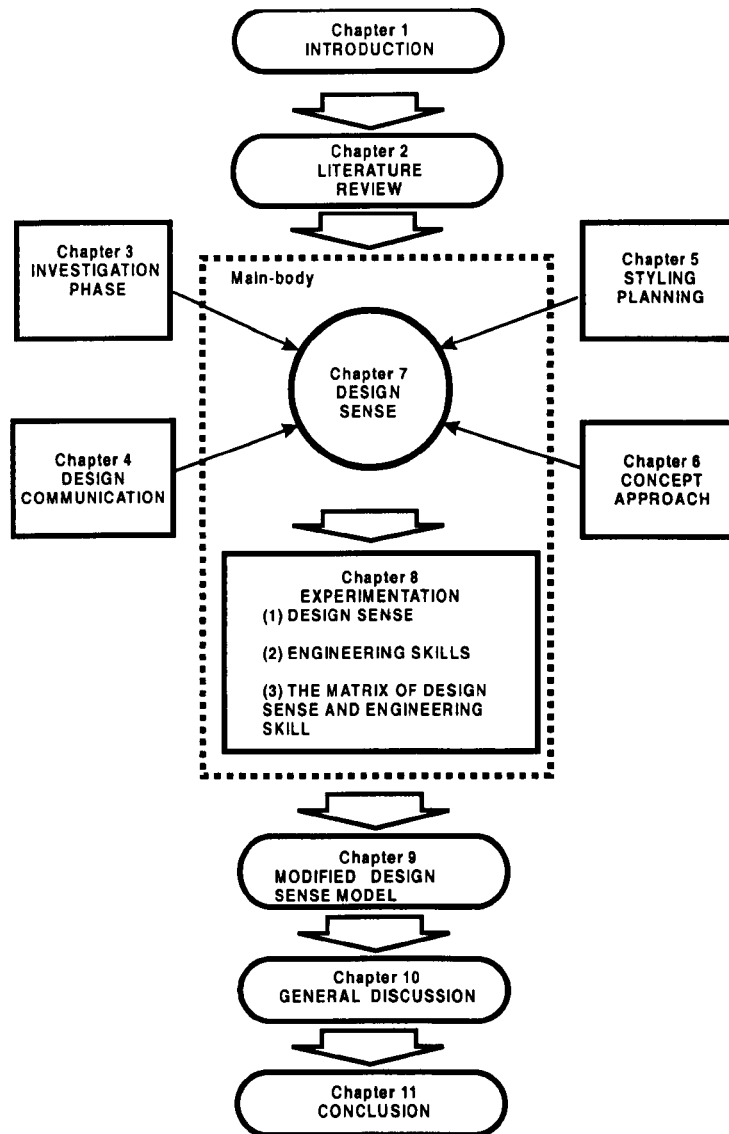 Chapter 1
INTRODUCTION
Chapter 2
LITERATURE
REVIEW
Chapter 3
INVESTIGATION
PHASE
Main-body
Chapter 5
STYLING
PLANNING
Chapter 7
DESIGN
SENSE
Chapter 4
DESIGN
COMMUNICATION
Chapter 6
CONCEPT
APPROACH
Chapter 8
EXPERIMENTATION
(1) DESIGN SENSE
(2) ENGINEERING SKILLS
(3) THE MATRIX OF DESIGN
SENSE AND ENGINEERING
SKILL
Chapter 9
MODIFIED DESIGN
SENSE MODEL
Chapter 10
GENERAL DISCUSSION
Chapter 11
CONCLUSION